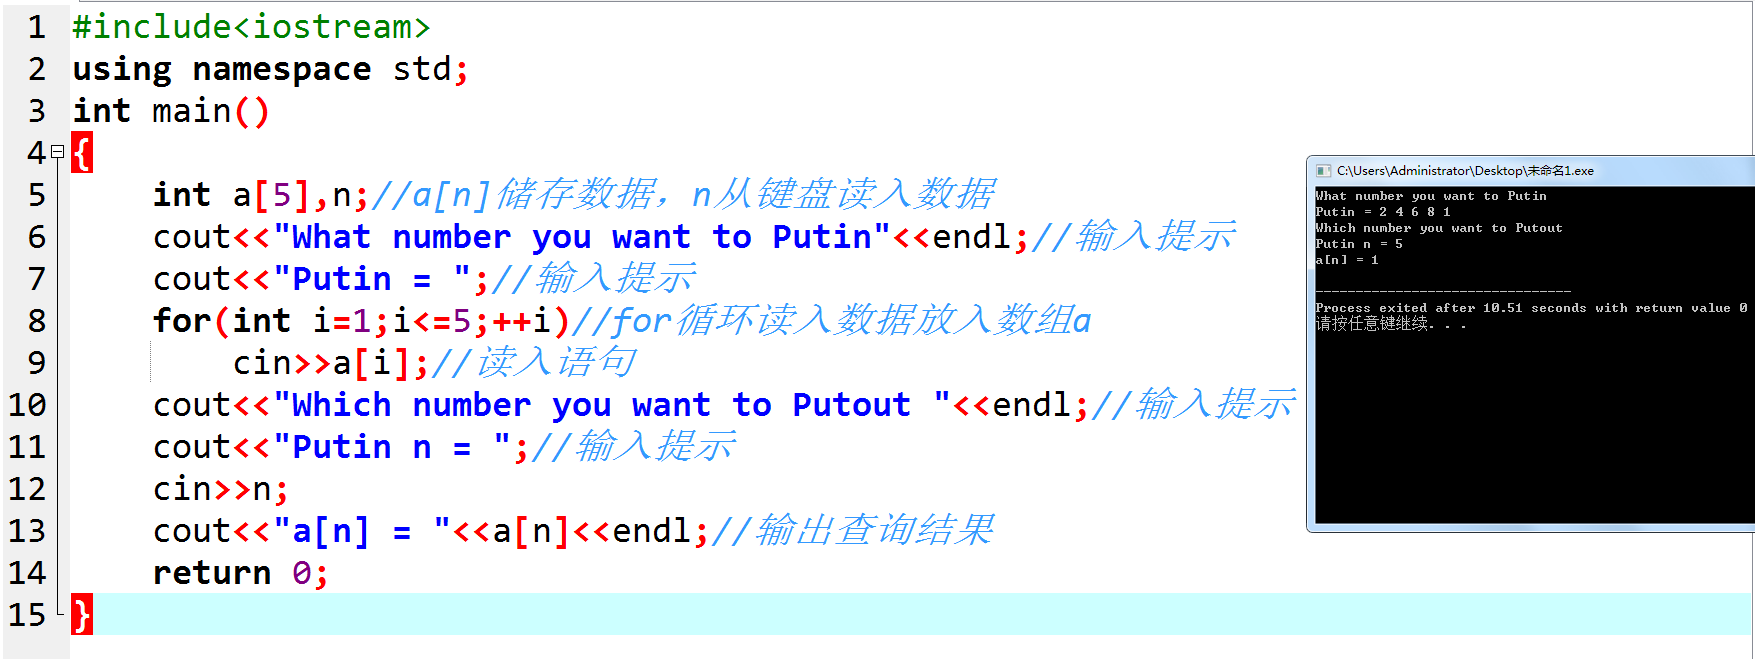 1 #include<iostream>
2 using namespace std;
3 int main()
4 {
5 int a[5],n;//a[n]储存数据，n从键盘读入数据
6 cout<<"What number you want to Putin"<<endl;//输入提示
7 cout<<"Putin = ";//输入提示
8 for(int i=1;i<=5;++i)//for循环读入数据放入数组a
9 cin>>a[i];//读入语句
10 cout<<"Which number you want to Putout "<<endl;//输入提示
11 cout<<"Putin n = ";//输入提示
12 cin>>n;
13 cout<<"a[n] = "<<a[n]<<endl;//输出查询结果
14 return 0;
15 }
C:\Users\Administrator\Desktop\未命名1.exe
What number you want to Putin
Putin = 2 4 6 8 1
Which number you want to Putout
Putin n = 5
a[n] = 1
--------------------------------
Process exited after 10.51 seconds with return value 0
请按任意键继续. . .